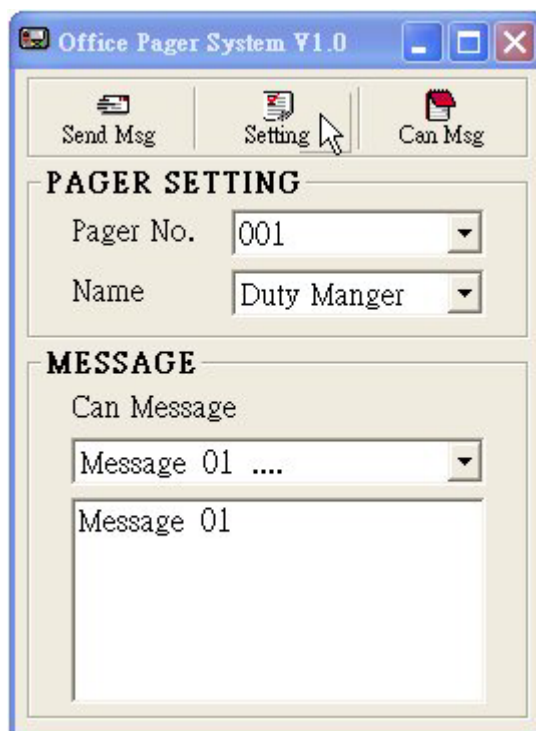 Office Pager System V1.0
Send Msg Setting Can Msg
PAGER SETTING
Pager No. 001
Name Duty Manger
MESSAGE
Can Message
Message 01 ....
Message 01